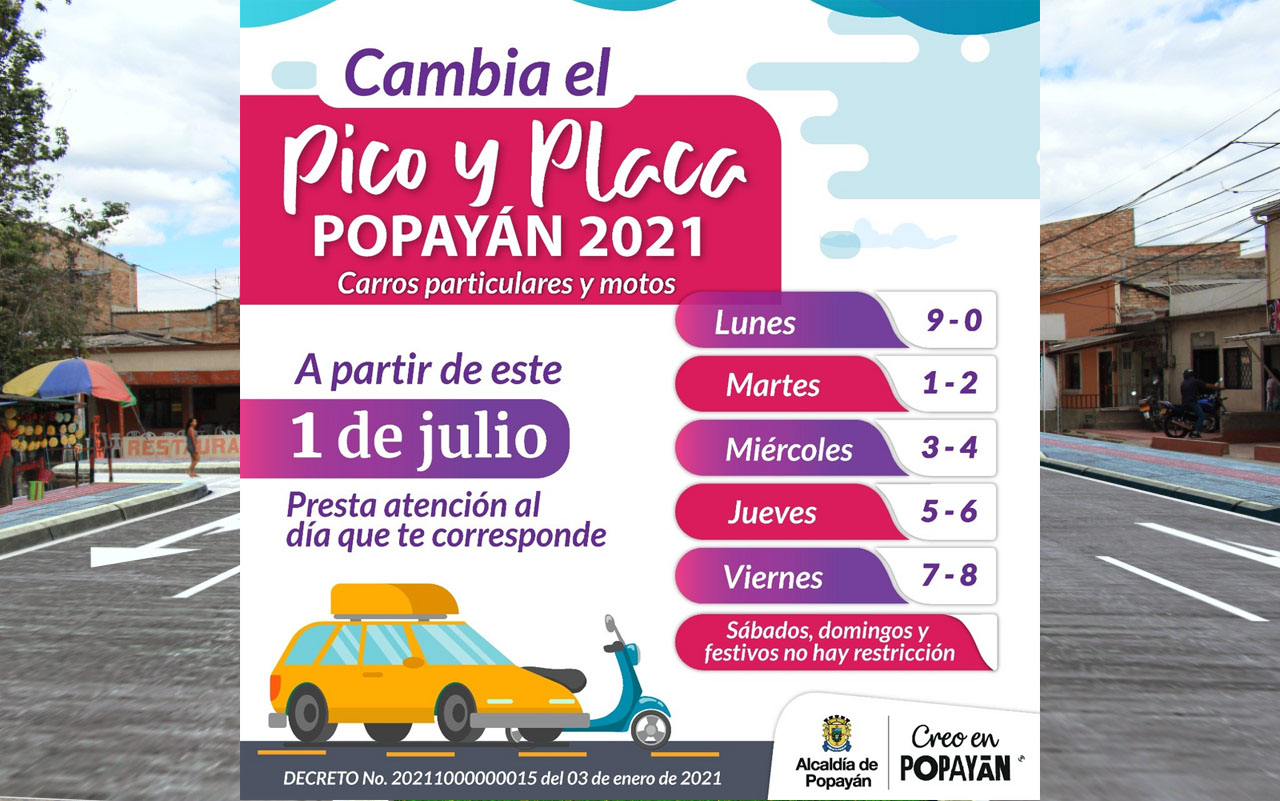 Cambia el
Pico y Placa
POPAYÁN 2021
Carros particulares y motos
A partir de este
1 de julio
Presta atención al
día que te corresponde
Lunes 9 - 0
Martes 1 - 2
Miércoles 3 - 4
Jueves 5 - 6
Viernes 7 - 8
Sábados, domingos y
festivos no hay restricción
DECRETO No. 20211000000015 del 03 de enero de 2021
Alcaldía de
Popayán
Creo en
POPAYÁN
RESTAURA